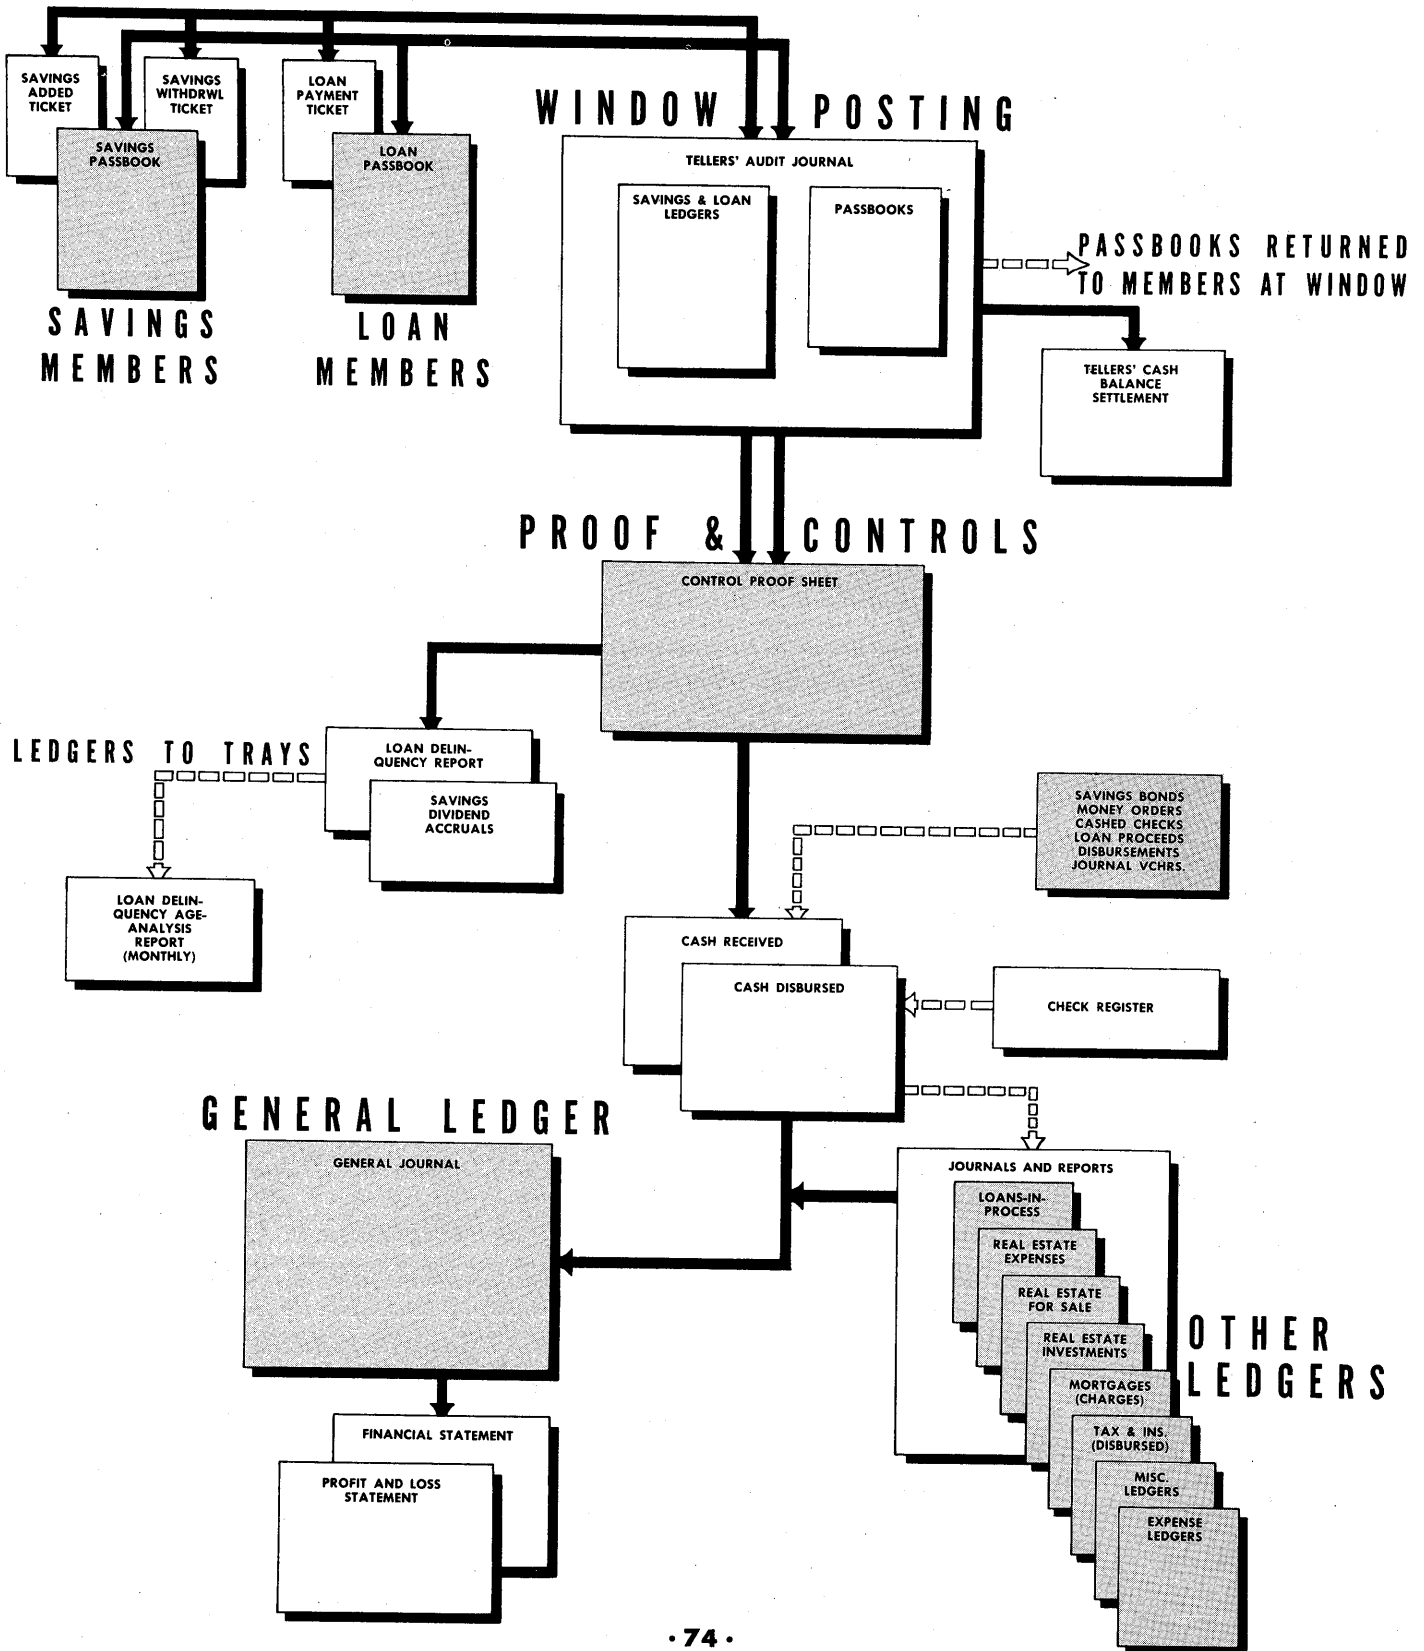 SAVINGS
ADDED
TICKET
SAVINGS
WITHDRWL
TICKET
LOAN
PAYMENT
TICKET
SAVINGS
PASSBOOK
LOAN
PASSBOOK
SAVINGS
MEMBERS
LOAN
MEMBERS
WINDOW POSTING
TELLERS' AUDIT JOURNAL
SAVINGS & LOAN
LEDGERS
PASSBOOKS
PASSBOOKS RETURNED
TO MEMBERS AT WINDOW
TELLERS' CASH
BALANCE
SETTLEMENT
PROOF & CONTROLS
CONTROL PROOF SHEET
LEDGERS TO TRAYS
LOAN DELIN-
QUENCY REPORT
SAVINGS
DIVIDEND
ACCRUALS
LOAN DELIN-
QUENCY AGE-
ANALYSIS
REPORT
(MONTHLY)
SAVINGS BONDS
MONEY ORDERS
CASHED CHECKS
LOAN PROCEEDS
DISBURSEMENTS
JOURNAL VCHRS.
CASH RECEIVED
CASH DISBURSED
CHECK REGISTER
GENERAL LEDGER
GENERAL JOURNAL
JOURNALS AND REPORTS
LOANS-IN-
PROCESS
REAL ESTATE
EXPENSES
REAL ESTATE
FOR SALE
REAL ESTATE
INVESTMENTS
MORTGAGES
(CHARGES)
TAX & INS.
(DISBURSED)
MISC.
LEDGERS
EXPENSE
LEDGERS
OTHER
LEDGERS
FINANCIAL STATEMENT
PROFIT AND LOSS
STATEMENT
· 74 ·